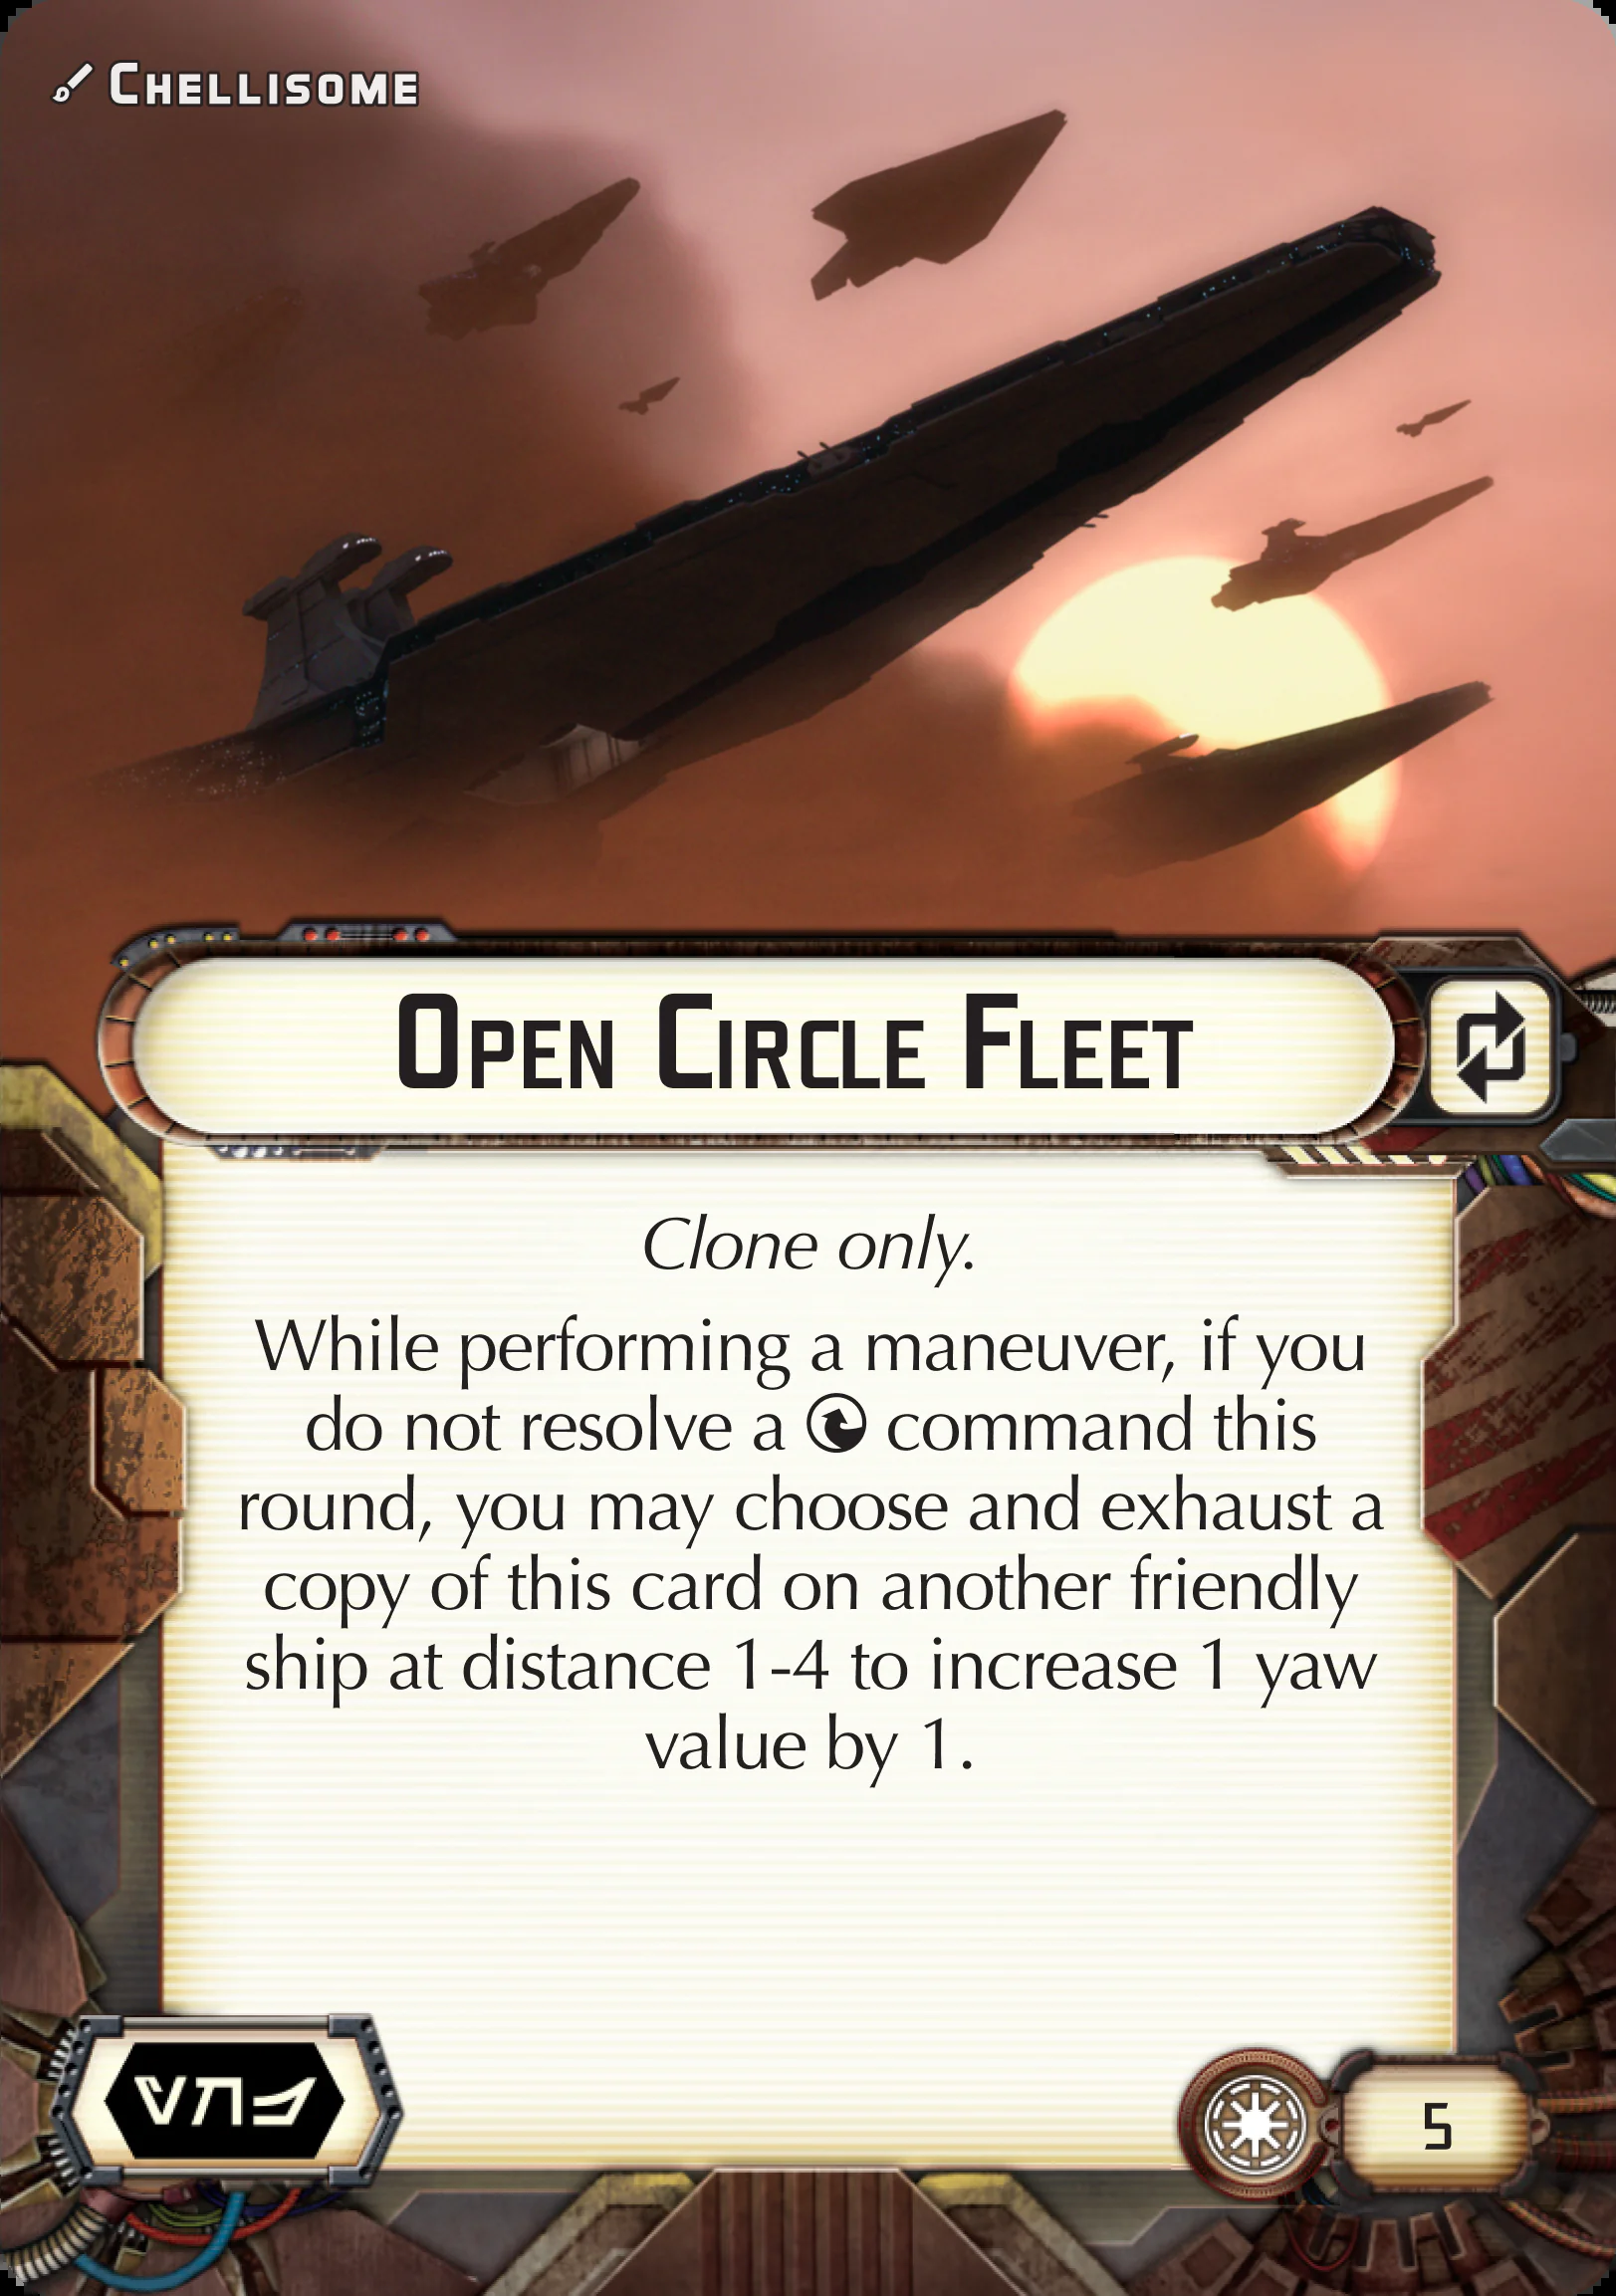 Chellisome
Open Circle Fleet
Clone only.
While performing a maneuver, if you
do not resolve a command this
round, you may choose and exhaust a
copy of this card on another friendly
ship at distance 1-4 to increase 1 yaw
value by 1.
5